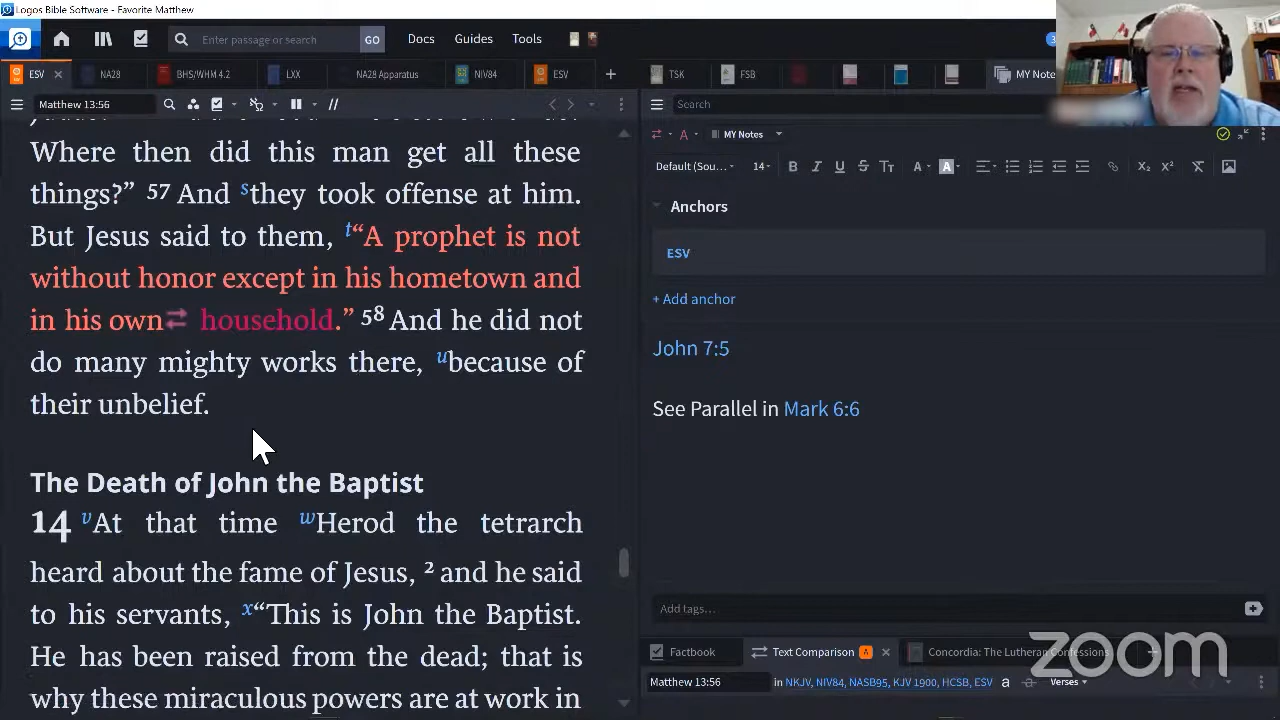 Logos Bible Software - Favorite Matthew
Enter passage or search GO Docs Guides Tools
ESV NA28 BHS/WHM 4.2 LXX NA28 Apparatus NIV84 ESV TSK FSB MY Note
Matthew 13:56 //
Search
MY Notes
Default (Sou... 14 B I U S TT A A X₂ X²
Anchors
ESV
+ Add anchor
John 7:5
See Parallel in Mark 6:6
Where then did this man get all these
things?” 57 And s they took offense at him.
But Jesus said to them, t “A prophet is not
without honor except in his hometown and
in his own household.” 58 And he did not
do many mighty works there, u because of
their unbelief.
The Death of John the Baptist
14 v At that time w Herod the tetrarch
heard about the fame of Jesus, 2 and he said
to his servants, x “This is John the Baptist.
He has been raised from the dead; that is
why these miraculous powers are at work in
Add tags...
Factbook Text Comparison A Concordia: The Lutheran Confessions
Matthew 13:56 in NKJV, NIV84, NASB95, KJV 1900, HCSB, ESV a a Verses
zoom